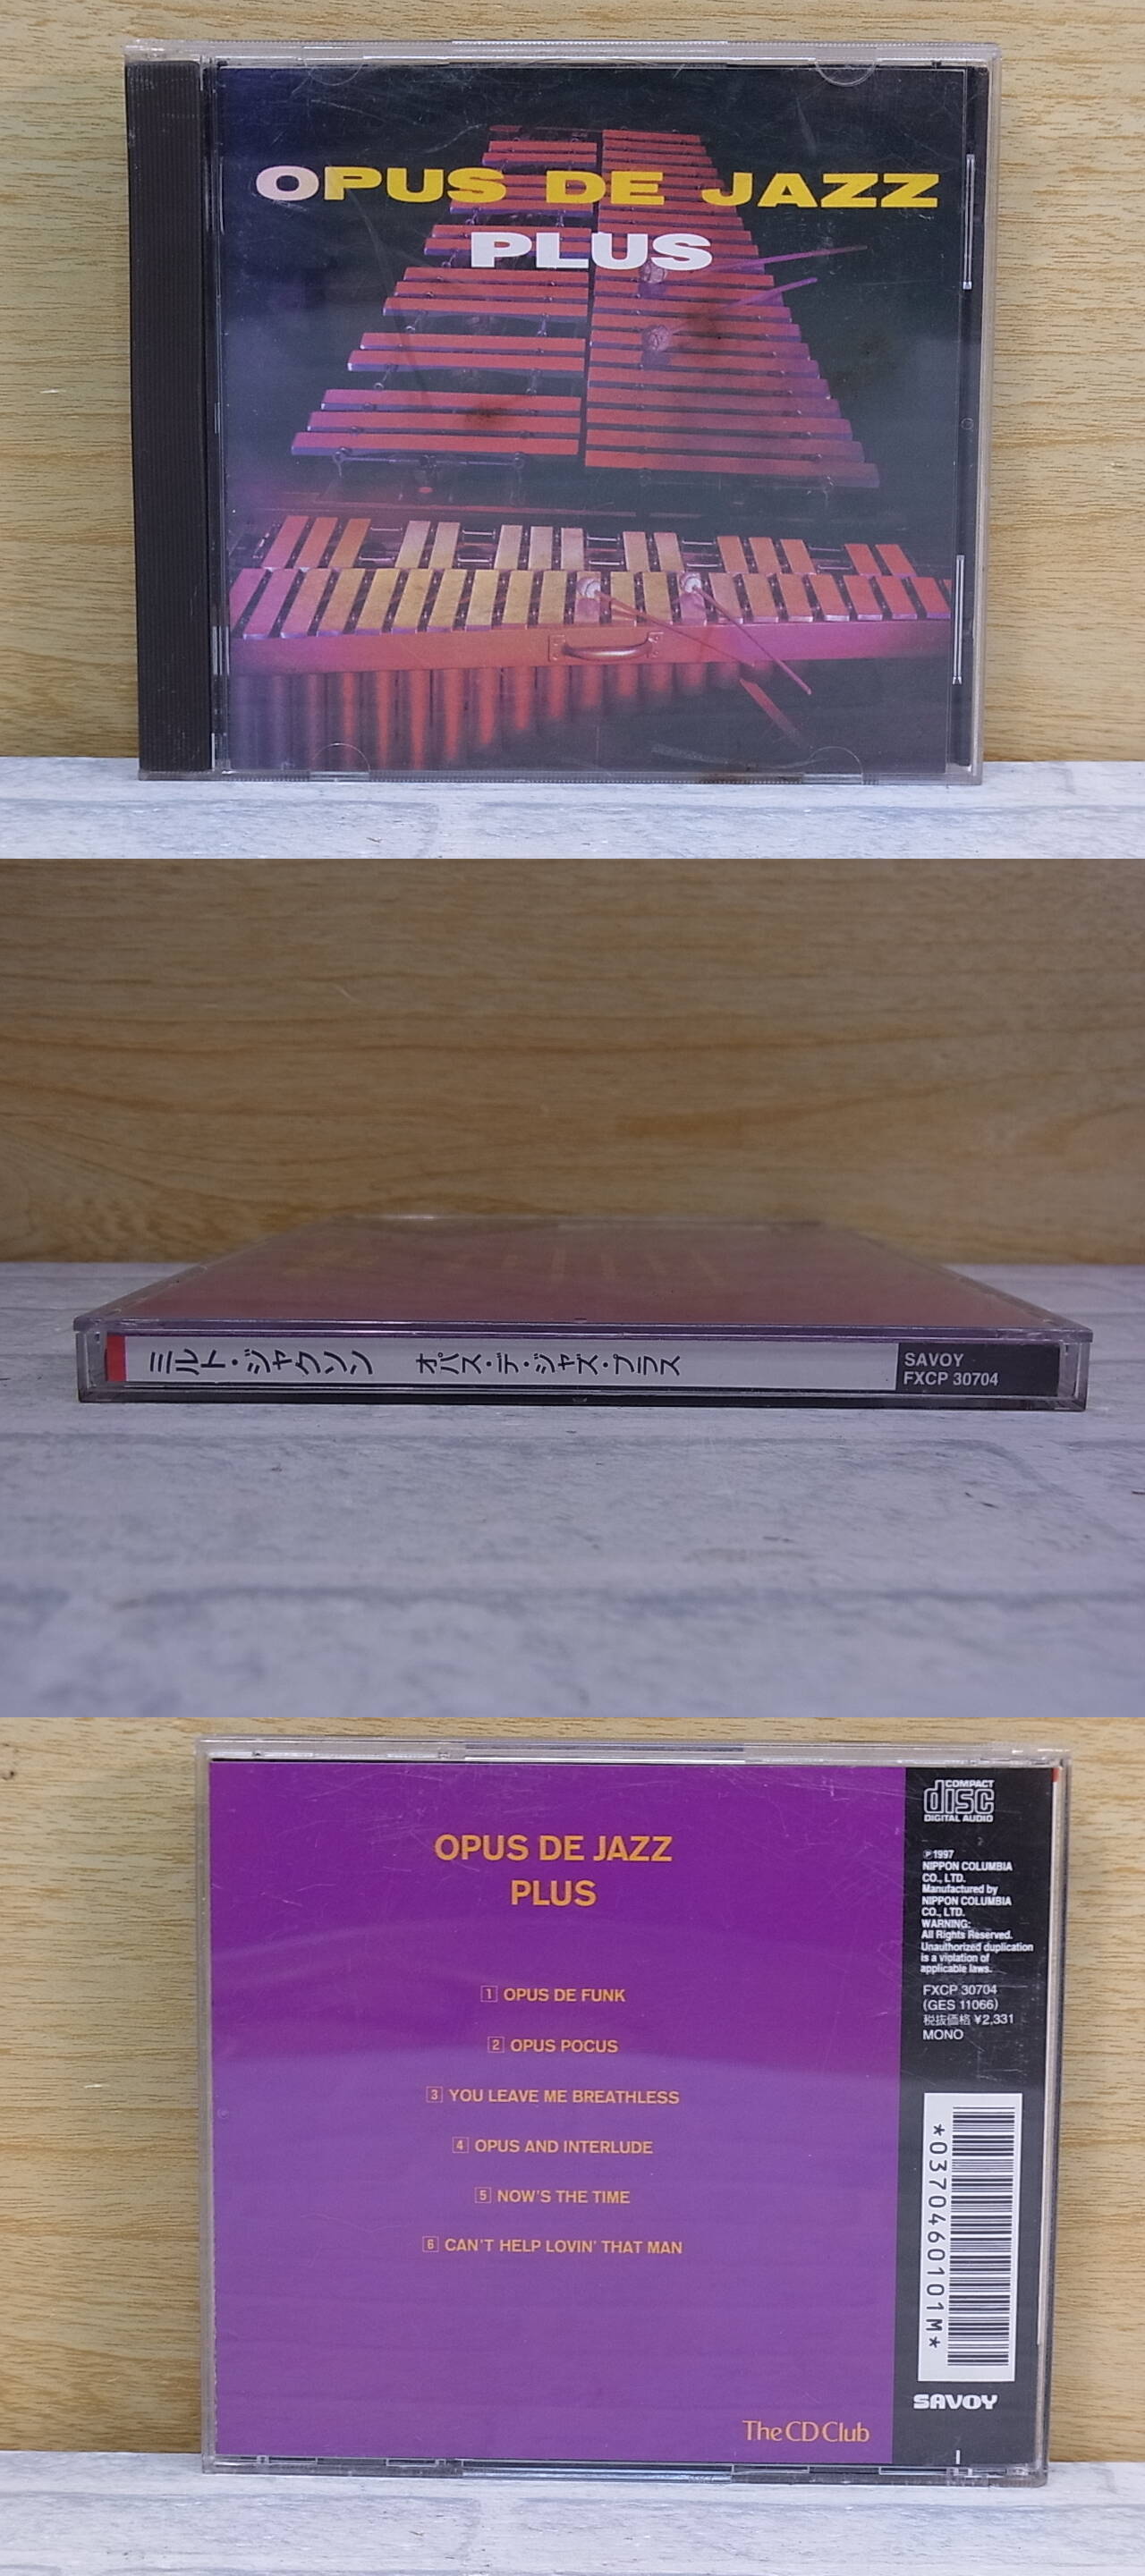 OPUS DE JAZZ
PLUS
ミルト・ジャクソン オパス・デ・ジャズ・プラス
SAVOY
FXCP 30704
OPUS DE JAZZ
PLUS
1 OPUS DE FUNK
2 OPUS POCUS
3 YOU LEAVE ME BREATHLESS
4 OPUS AND INTERLUDE
5 NOW'S THE TIME
6 CAN'T HELP LOVIN' THAT MAN
The CD Club
COMPACT
disc
DIGITAL AUDIO
Ⓟ1997
NIPPON COLUMBIA
CO., LTD.
Manufactured by
NIPPON COLUMBIA
CO., LTD.
WARNING:
All Rights Reserved.
Unauthorized duplication
is a violation of
applicable laws.
FXCP 30704
(GES 11066)
税抜価格 ¥2,331
MONO
*0370460101M*
SAVOY